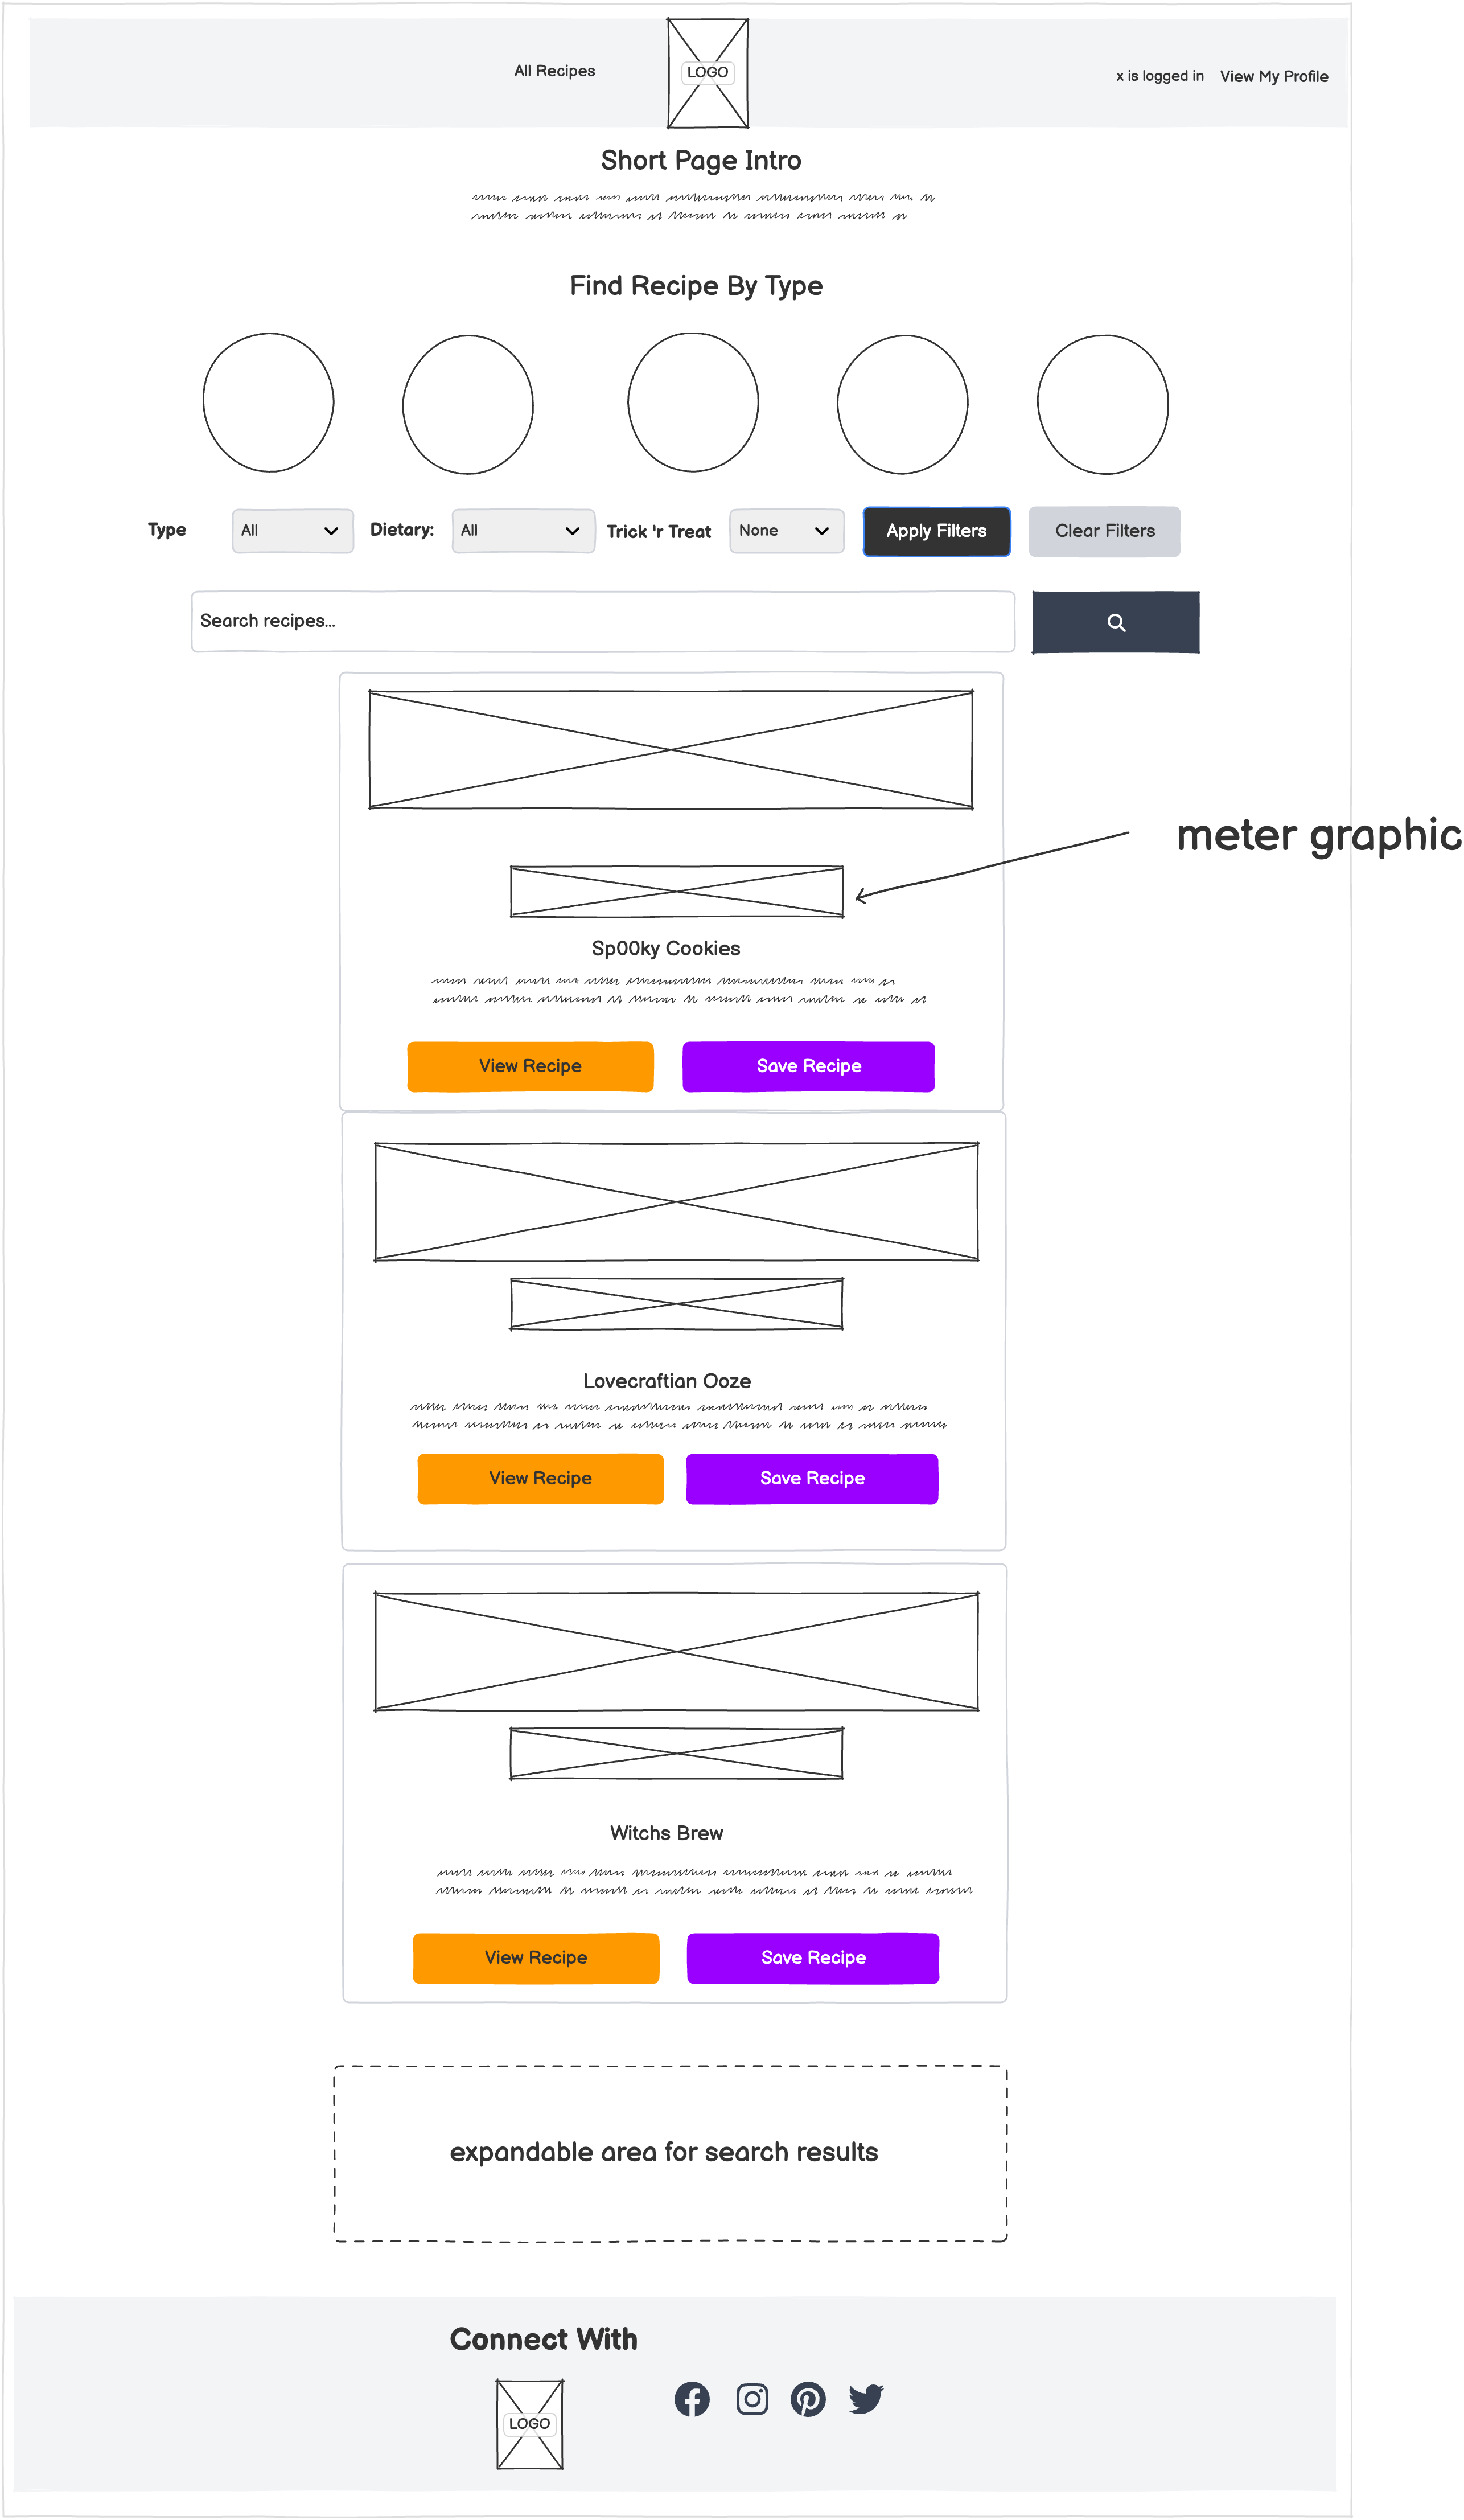 All Recipes
LOGO
x is logged in
View My Profile
Short Page Intro
Find Recipe By Type
Type
All
Dietary:
All
Trick 'r Treat
None
Apply Filters
Clear Filters
Search recipes...
meter graphic
Sp00ky Cookies
View Recipe
Save Recipe
Lovecraftian Ooze
View Recipe
Save Recipe
Witchs Brew
View Recipe
Save Recipe
expandable area for search results
Connect With
LOGO